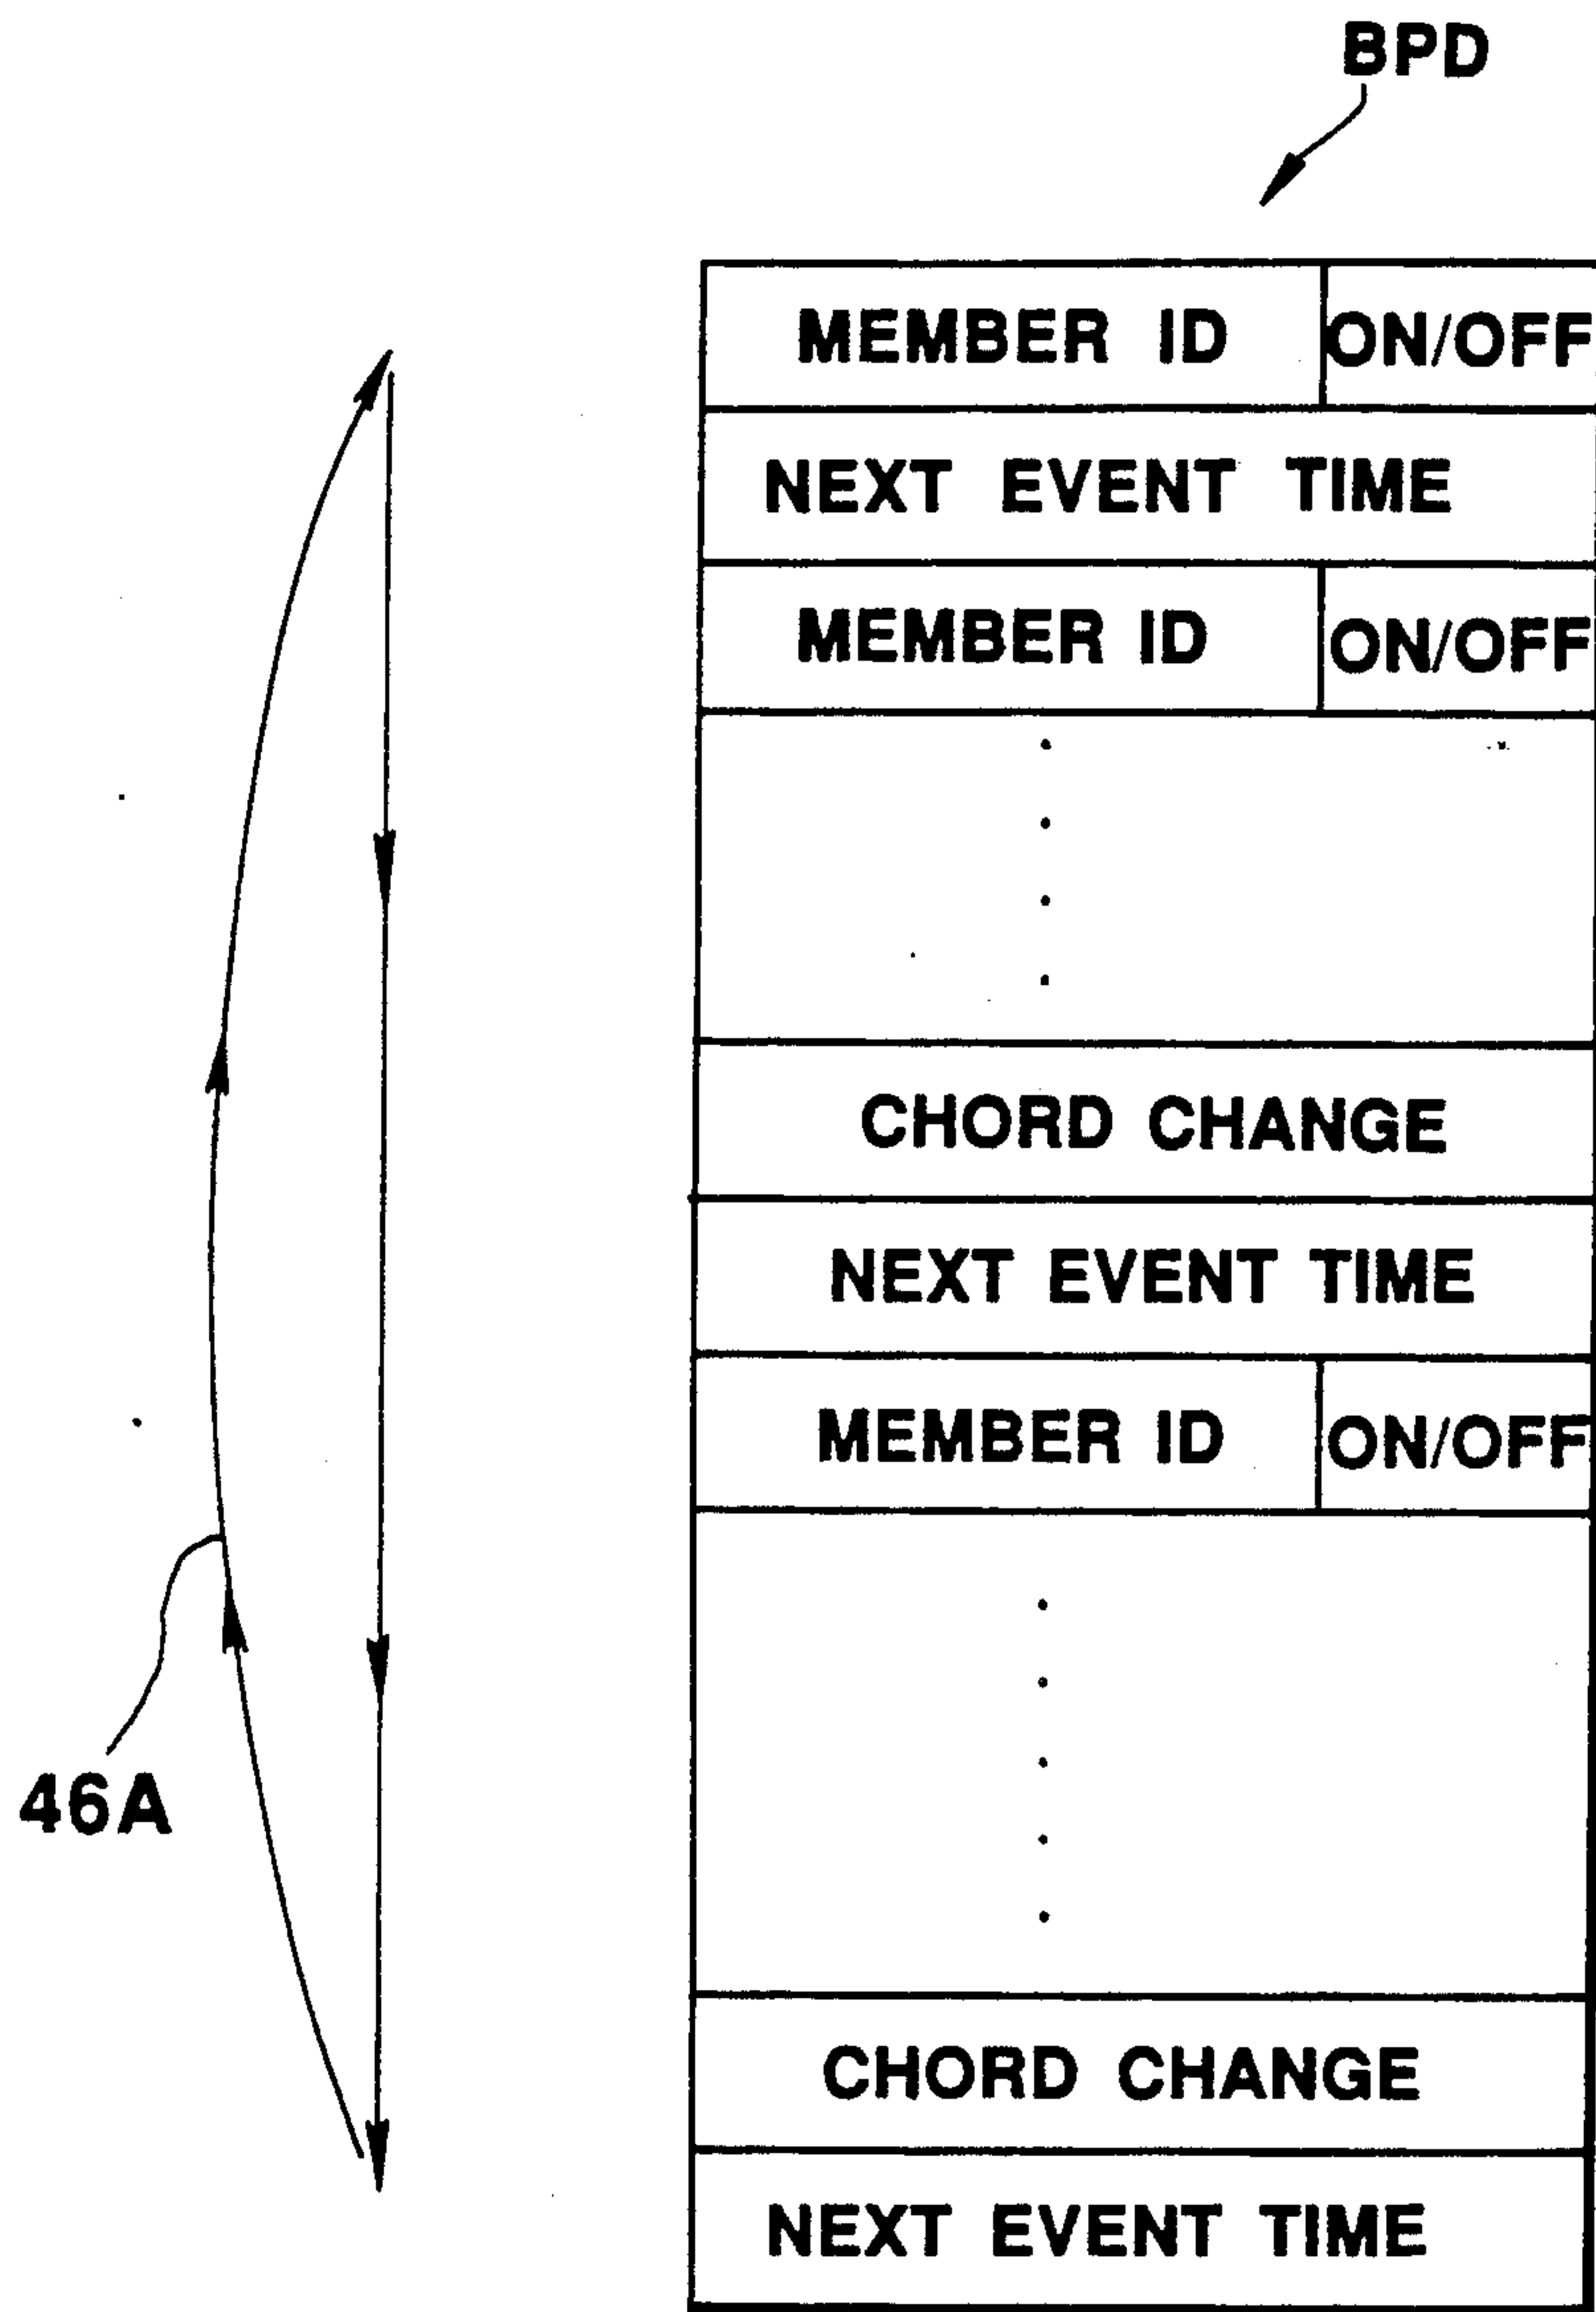 BPD
MEMBER ID ON/OFF
NEXT EVENT TIME
MEMBER ID ON/OFF
CHORD CHANGE
NEXT EVENT TIME
MEMBER ID ON/OFF
46A
CHORD CHANGE
NEXT EVENT TIME